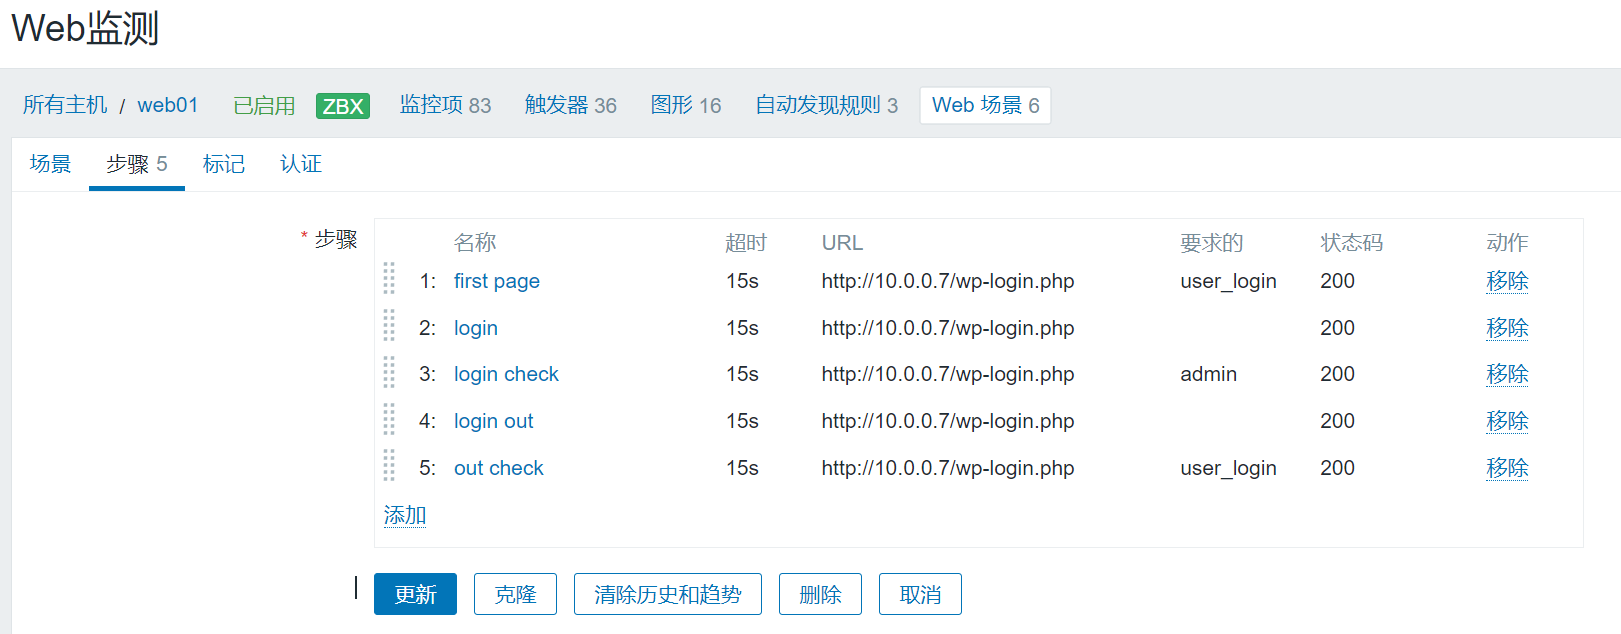 Web监测
所有主机 / web01 已启用 ZBX 监控项 83 触发器 36 图形 16 自动发现规则 3 Web 场景 6
场景 步骤 5 标记 认证
* 步骤
名称 超时 URL 要求的 状态码 动作
1: first page 15s http://10.0.0.7/wp-login.php user_login 200 移除
2: login 15s http://10.0.0.7/wp-login.php 200 移除
3: login check 15s http://10.0.0.7/wp-login.php admin 200 移除
4: login out 15s http://10.0.0.7/wp-login.php 200 移除
5: out check 15s http://10.0.0.7/wp-login.php user_login 200 移除
添加
更新 克隆 清除历史和趋势 删除 取消